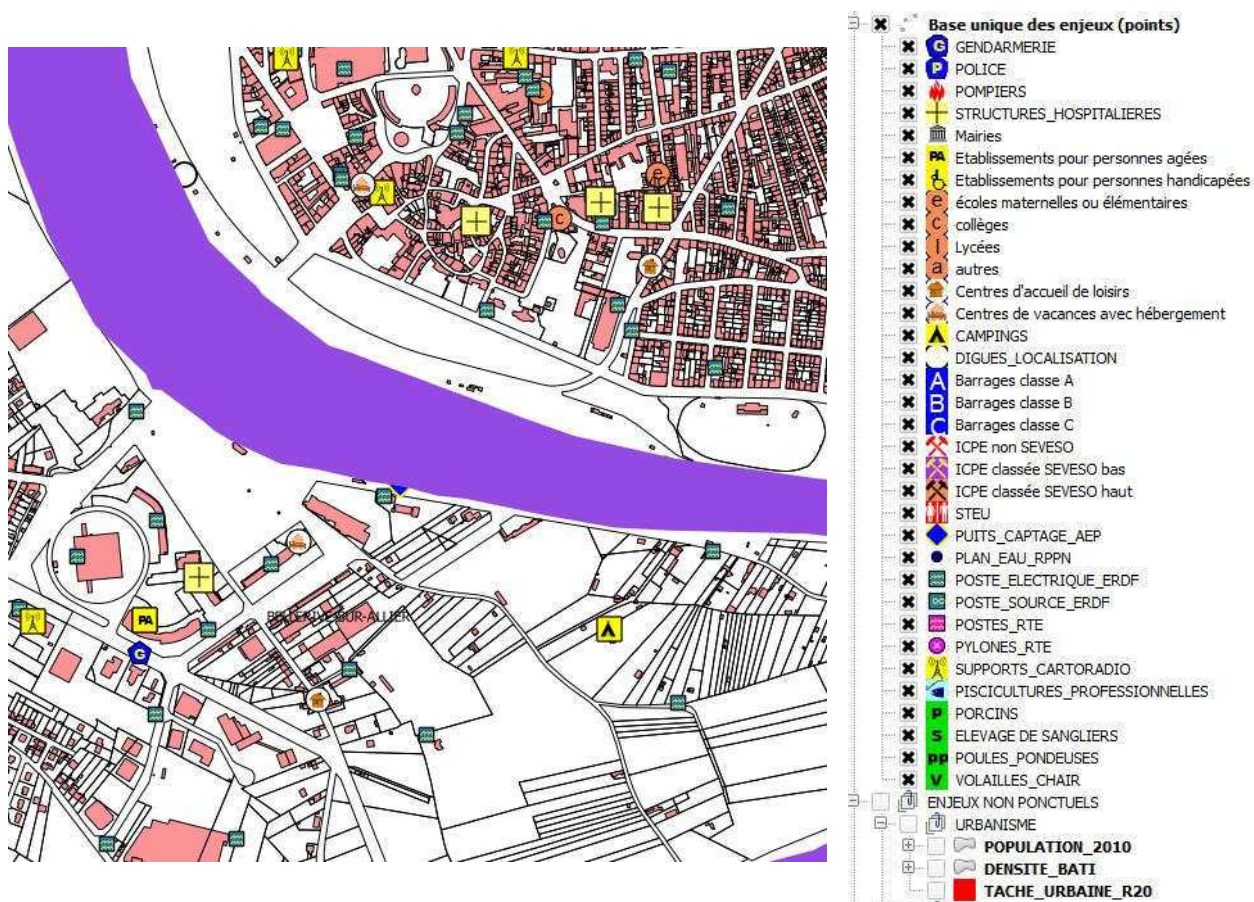 BELLERIVE-SUR-ALLIER
PA
G
e
c
Base unique des enjeux (points)
G GENDARMERIE
P POLICE
POMPIERS
STRUCTURES_HOSPITALIERES
Mairies
PA Etablissements pour personnes agées
Etablissements pour personnes handicapées
e écoles maternelles ou élémentaires
c collèges
l Lycées
a autres
Centres d'accueil de loisirs
Centres de vacances avec hébergement
CAMPINGS
DIGUES_LOCALISATION
A Barrages classe A
B Barrages classe B
C Barrages classe C
ICPE non SEVESO
ICPE classée SEVESO bas
ICPE classée SEVESO haut
STEU
PUITS_CAPTAGE_AEP
PLAN_EAU_RPPN
POSTE_ELECTRIQUE_ERDF
POSTE_SOURCE_ERDF
POSTES_RTE
PYLONES_RTE
SUPPORTS_CARTORADIO
PISCICULTURES_PROFESSIONNELLES
P PORCINS
S ELEVAGE DE SANGLIERS
PP POULES_PONDEUSES
V VOLAILLES_CHAIR
ENJEUX NON PONCTUELS
URBANISME
POPULATION_2010
DENSITE_BATI
TACHE_URBAINE_R20